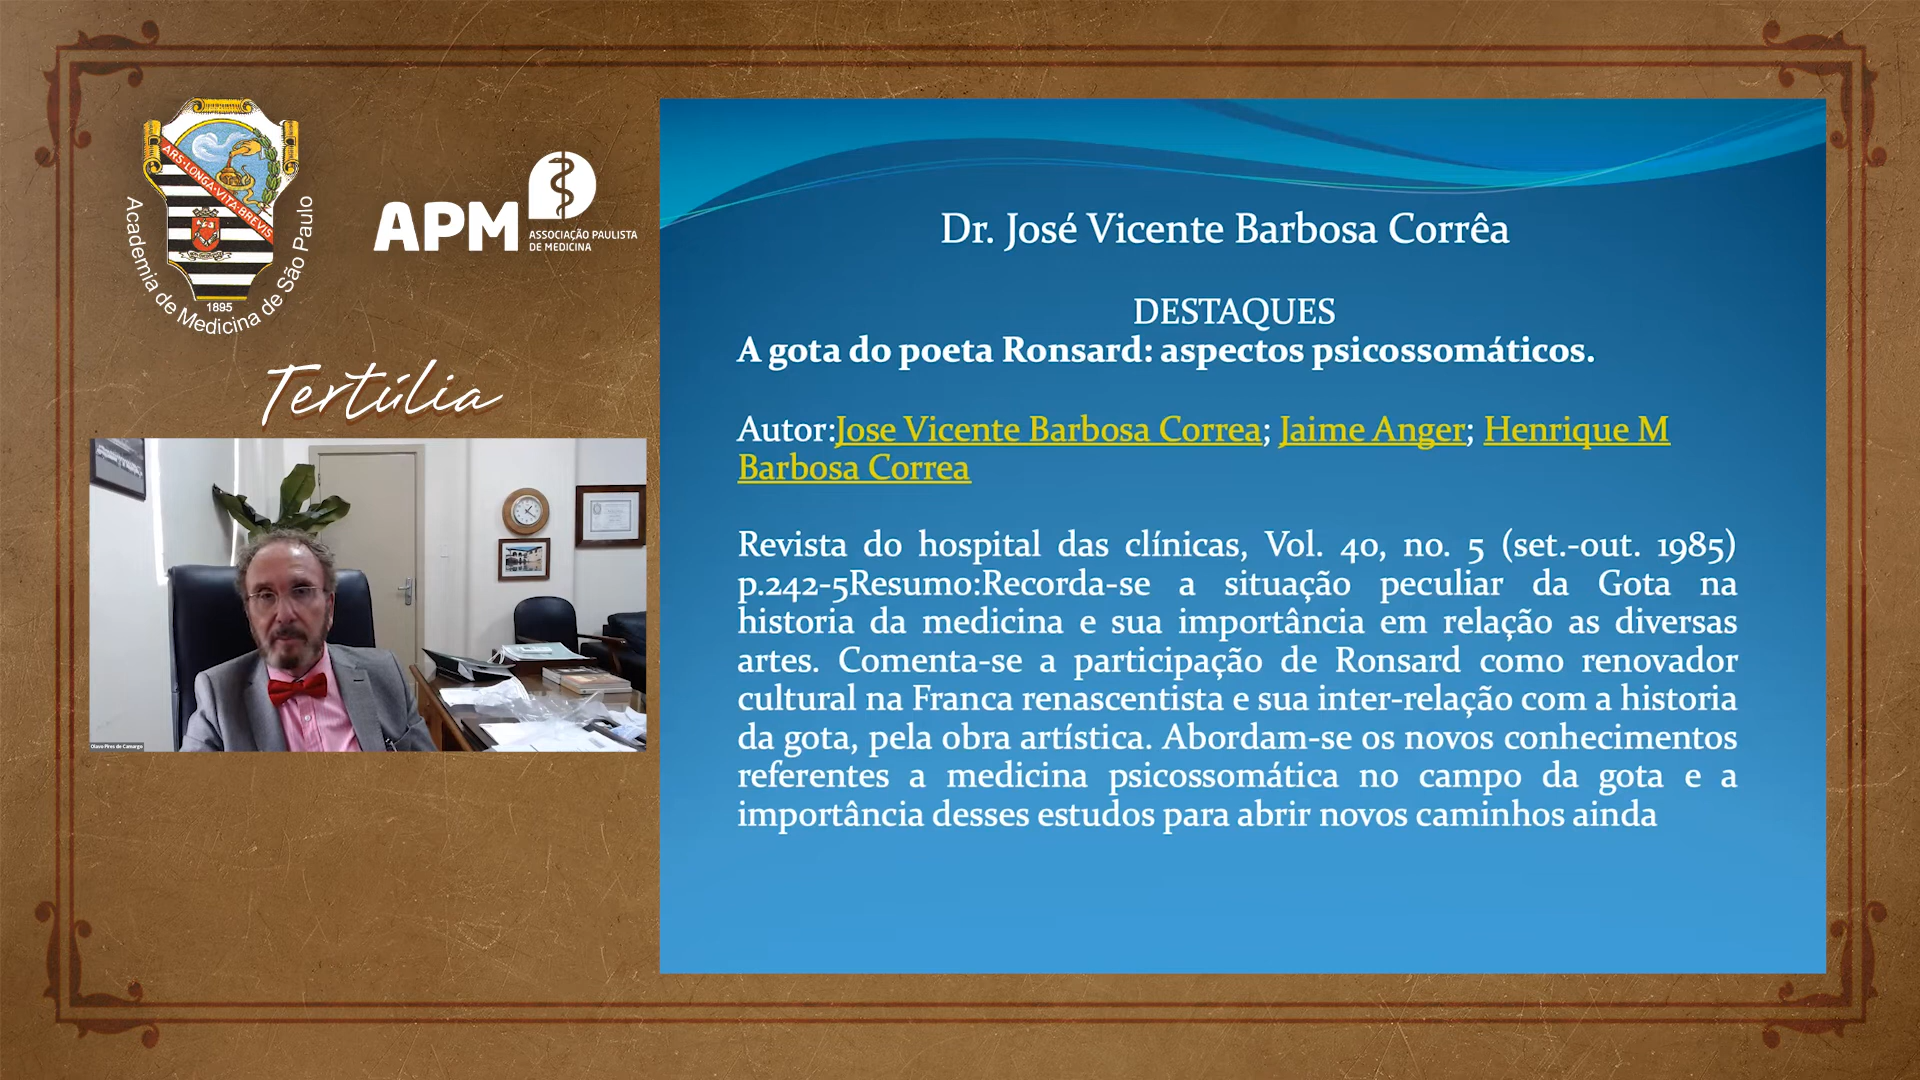 ARS·LONGA·VITA·BREVIS
1895
Academia de Medicina de São Paulo
APM
ASSOCIAÇÃO PAULISTA
DE MEDICINA
Tertúlia
Olavo Pires de Camargo
Dr. José Vicente Barbosa Corrêa
DESTAQUES
A gota do poeta Ronsard: aspectos psicossomáticos.
Autor:Jose Vicente Barbosa Correa; Jaime Anger; Henrique M
Barbosa Correa
Revista do hospital das clínicas, Vol. 40, no. 5 (set.-out. 1985)
p.242-5Resumo:Recorda-se a situação peculiar da Gota na
historia da medicina e sua importância em relação as diversas
artes. Comenta-se a participação de Ronsard como renovador
cultural na Franca renascentista e sua inter-relação com a historia
da gota, pela obra artística. Abordam-se os novos conhecimentos
referentes a medicina psicossomática no campo da gota e a
importância desses estudos para abrir novos caminhos ainda